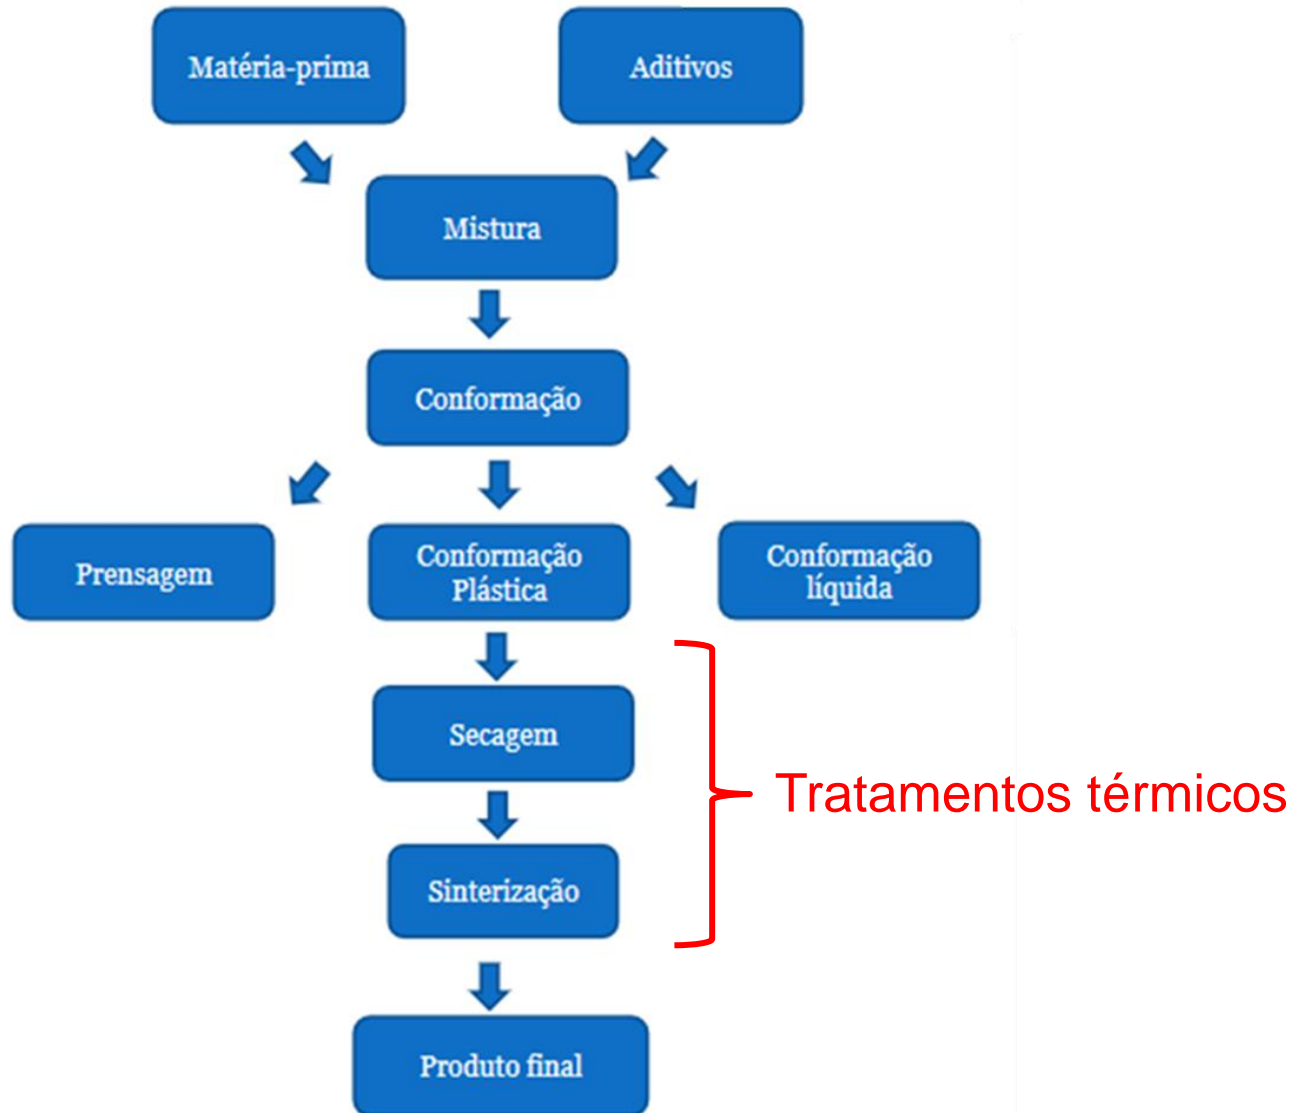 Matéria-prima
Aditivos
Mistura
Conformação
Prensagem
Conformação
Plástica
Conformação
líquida
Secagem
Tratamentos térmicos
Sinterização
Produto final